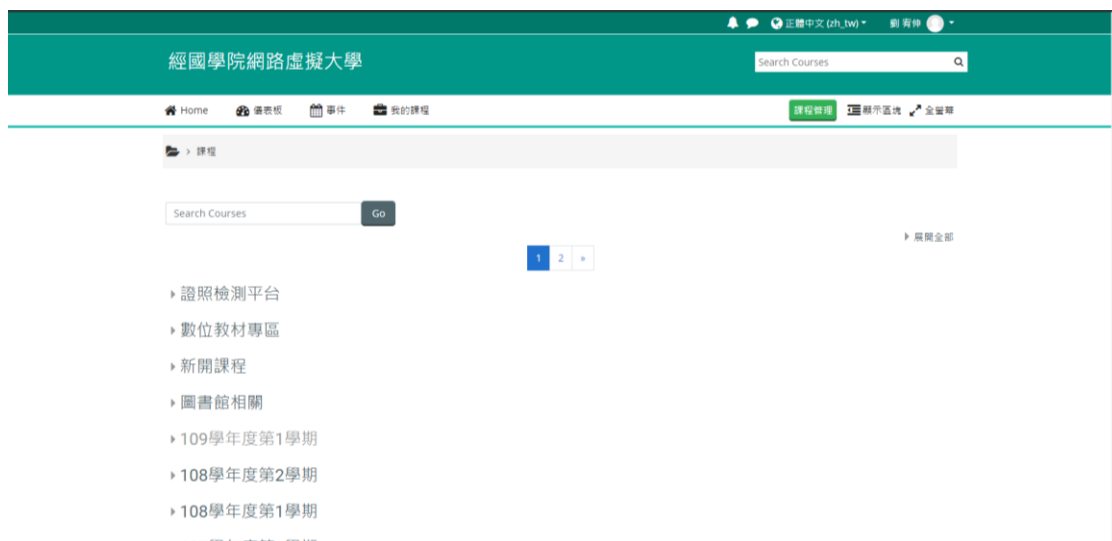 正體中文 (zh_tw) 劉宥伸
經國學院網路虛擬大學
Search Courses
Home 儀表板 事件 我的課程 課程管理 顯示區塊 全螢幕
> 課程
Search Courses Go
展開全部
1 2 »
證照檢測平台
數位教材專區
新開課程
圖書館相關
109學年度第1學期
108學年度第2學期
108學年度第1學期